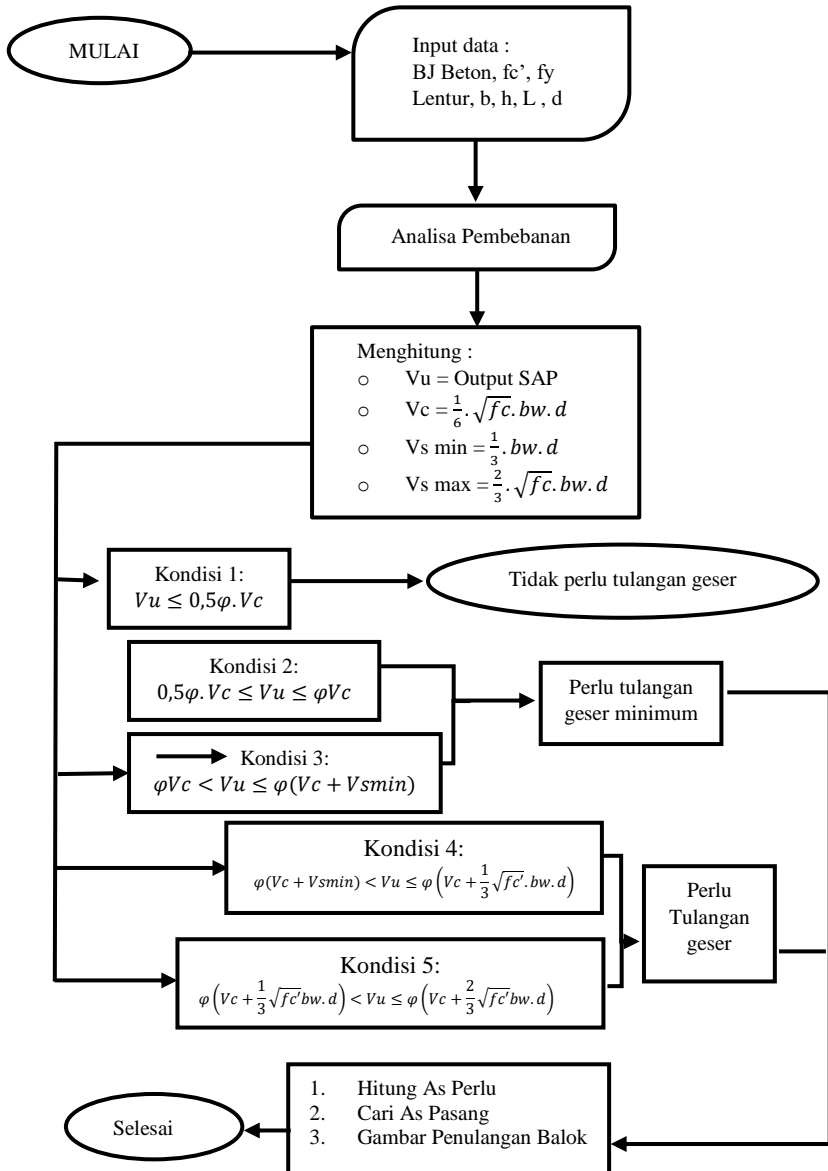 MULAI
Input data :
BJ Beton, fc’, fy
Lentur, b, h, L , d
Analisa Pembebanan
Menghitung :
o Vu = Output SAP
o Vc = 1/6 . √fc . bw . d
o Vs min = 1/3 . bw . d
o Vs max = 2/3 . √fc . bw . d
Kondisi 1:
Vu ≤ 0,5φ. Vc
Tidak perlu tulangan geser
Kondisi 2:
0,5φ. Vc ≤ Vu ≤ φVc
Perlu tulangan
geser minimum
Kondisi 3:
φVc < Vu ≤ φ(Vc + Vsmin)
Kondisi 4:
φ(Vc + Vsmin) < Vu ≤ φ(Vc + 1/3 √fc′. bw. d)
Perlu
Tulangan
geser
Kondisi 5:
φ(Vc + 1/3 √fc′bw. d) < Vu ≤ φ(Vc + 2/3 √fc′bw. d)
1. Hitung As Perlu
2. Cari As Pasang
3. Gambar Penulangan Balok
Selesai